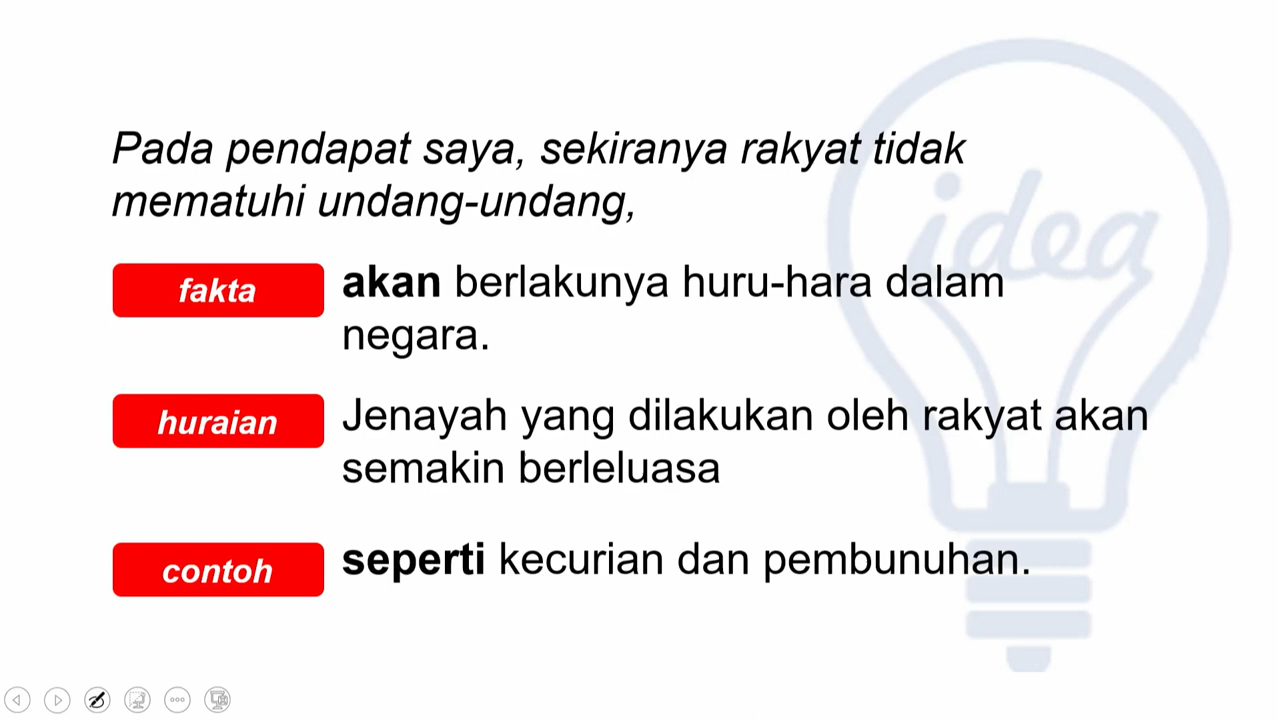 Pada pendapat saya, sekiranya rakyat tidak
mematuhi undang-undang,
fakta
akan berlakunya huru-hara dalam
negara.
huraian
Jenayah yang dilakukan oleh rakyat akan
semakin berleluasa
contoh
seperti kecurian dan pembunuhan.
idea